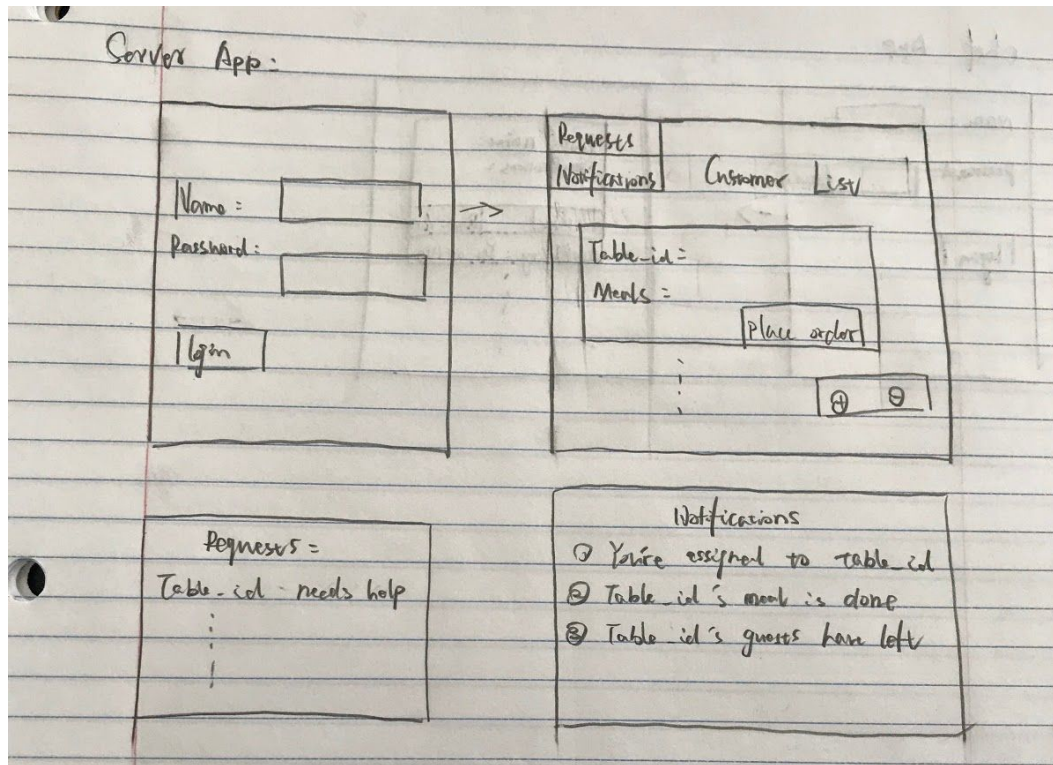 Server App:
Name:
Password:
login
Requests
Notifications
Customer List
Table_id=
Meals =
place order
Requests =
Table_id needs help
Notifications
① You're assigned to table_id
② Table_id's meal is done
③ Table_id's guests have left